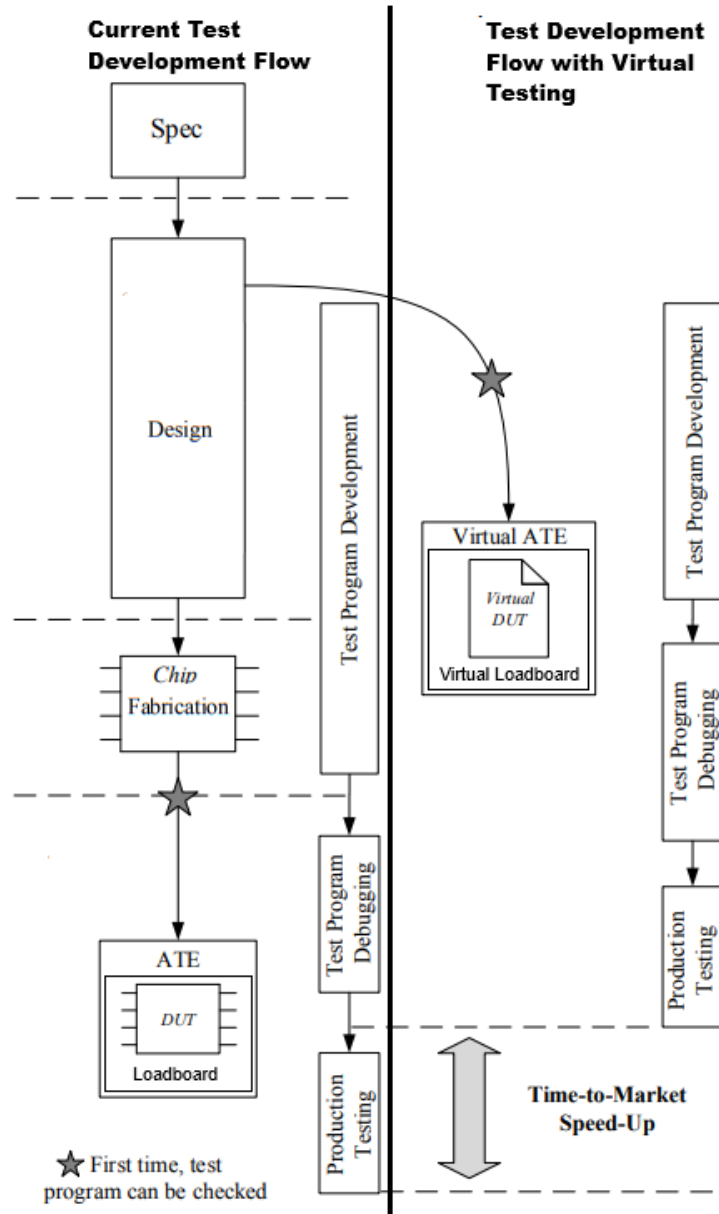 Current Test
Development Flow
Spec
Design
Test Program Development
Chip
Fabrication
Test Program
Debugging
ATE
DUT
Loadboard
Production
Testing
First time, test
program can be checked
Test Development
Flow with Virtual
Testing
Virtual ATE
Virtual
DUT
Virtual Loadboard
Test Program Development
Test Program
Debugging
Production
Testing
Time-to-Market
Speed-Up